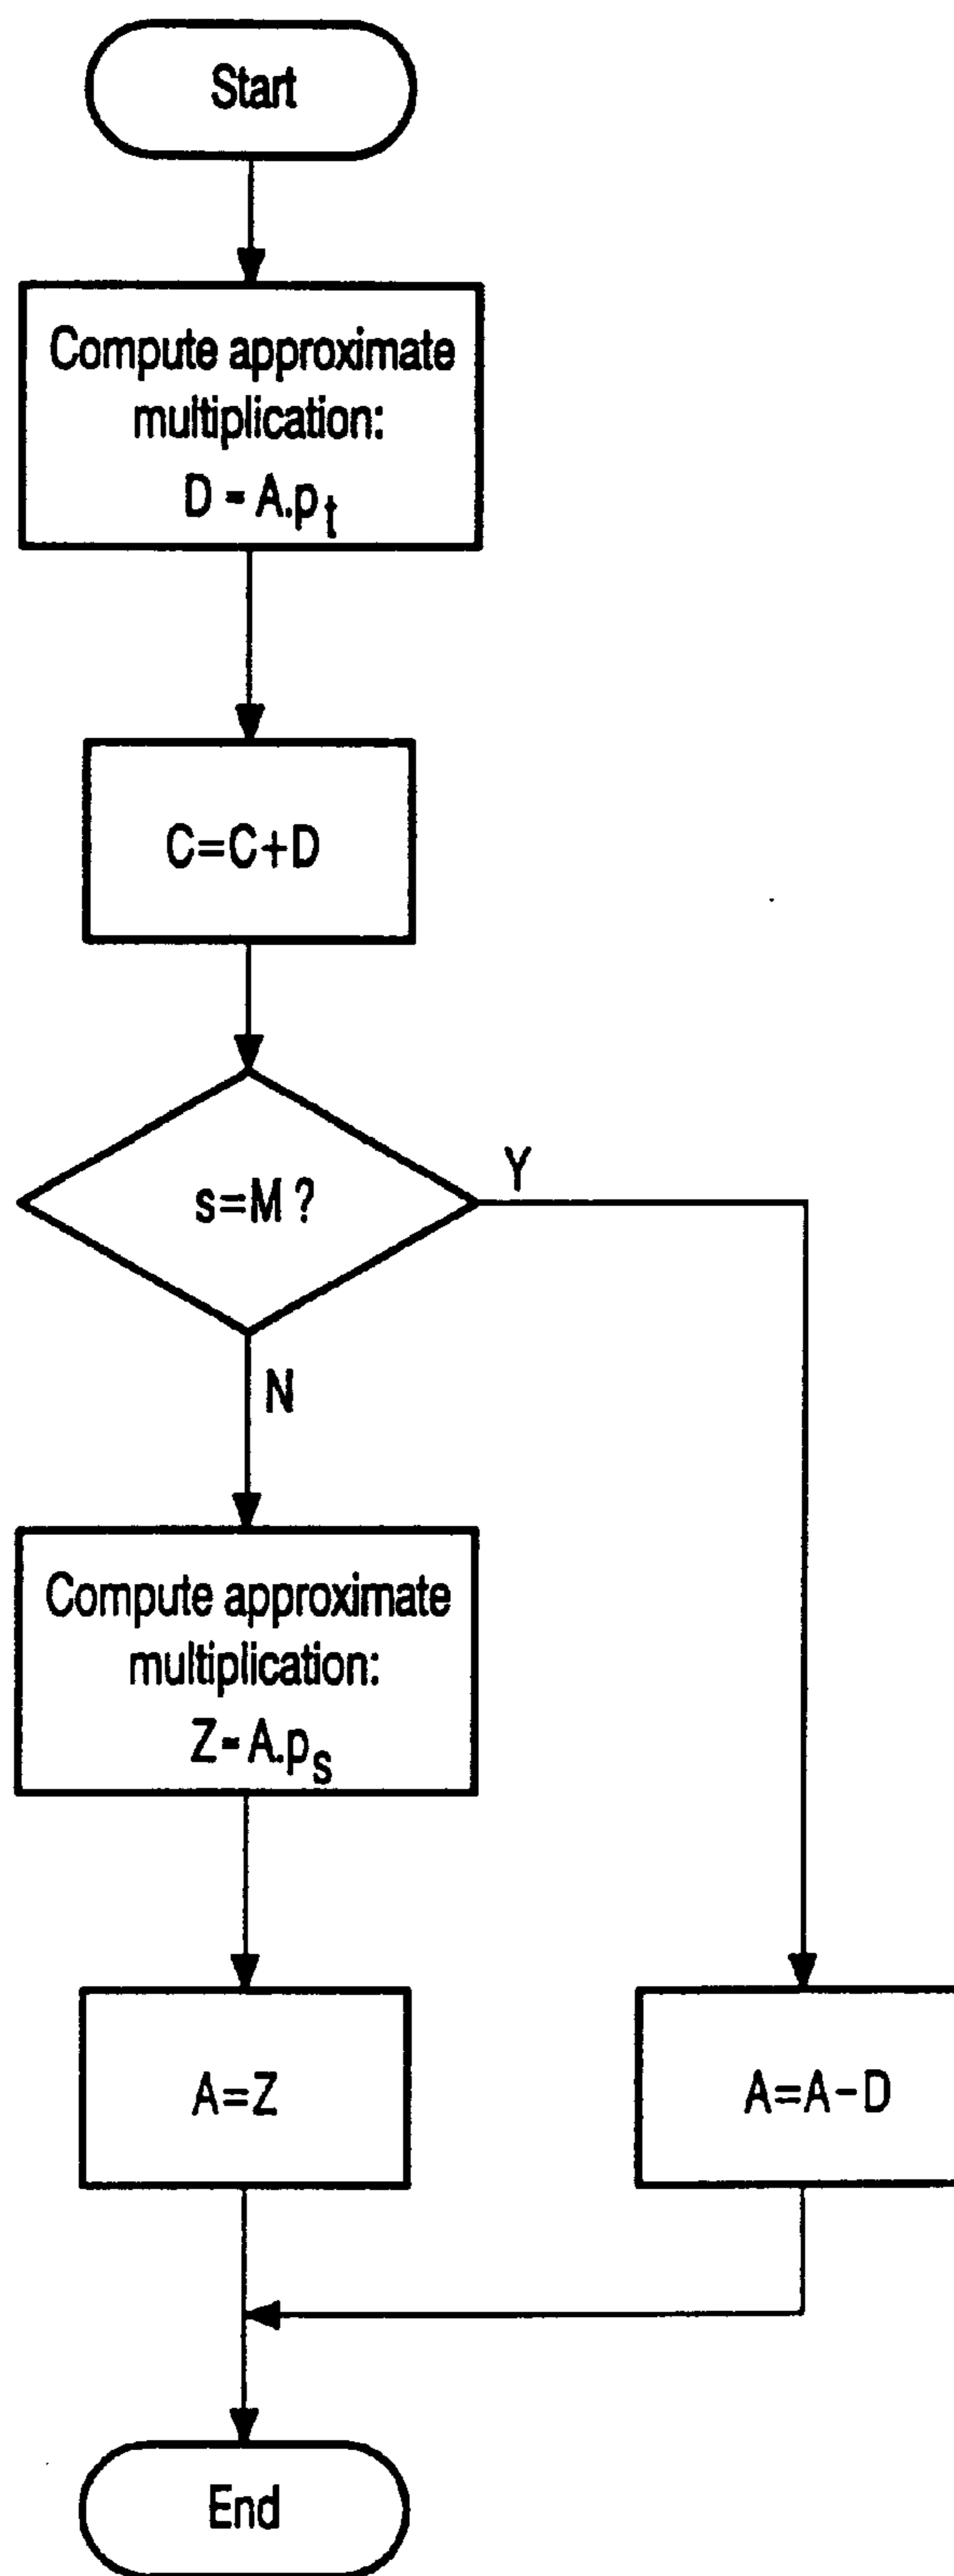 Start
Compute approximate
multiplication:
D = A.pt
C=C+D
s=M ?
Y
N
Compute approximate
multiplication:
Z = A.ps
A=Z
A=A-D
End